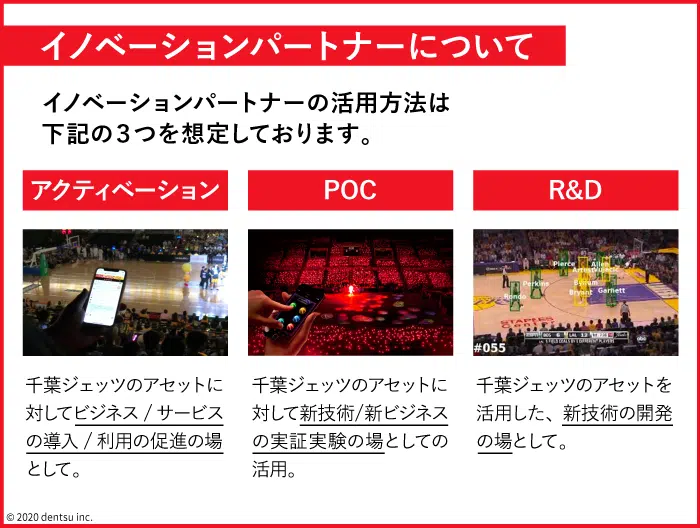 イノベーションパートナーについて
イノベーションパートナーの活用方法は
下記の3つを想定しております。
アクティベーション
POC
R&D
Pierce
Allen
Perkins
Bynum
Bryant
Garnett
Rondo
#055
千葉ジェッツのアセットに
対してビジネス / サービス
の導入 / 利用の促進の場
として。
千葉ジェッツのアセットに
対して新技術/新ビジネス
の実証実験の場としての
活用。
千葉ジェッツのアセットを
活用した、新技術の開発
の場として。
© 2020 dentsu inc.